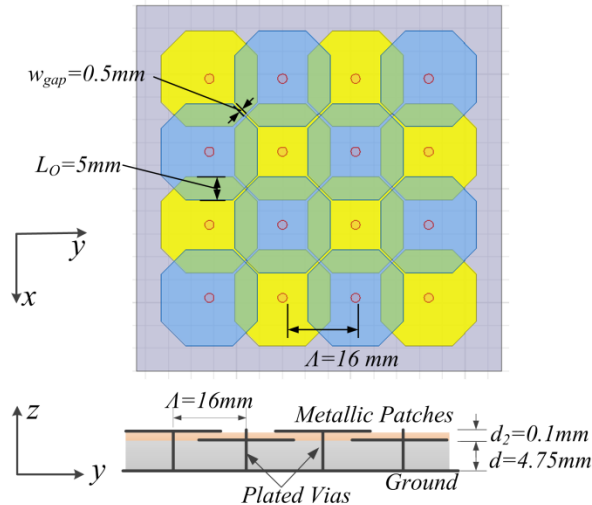 w_gap=0.5mm
L_O=5mm
y
x
Λ=16 mm
z
Λ=16mm
Metallic Patches
d_2=0.1mm
d=4.75mm
y
Plated Vias
Ground